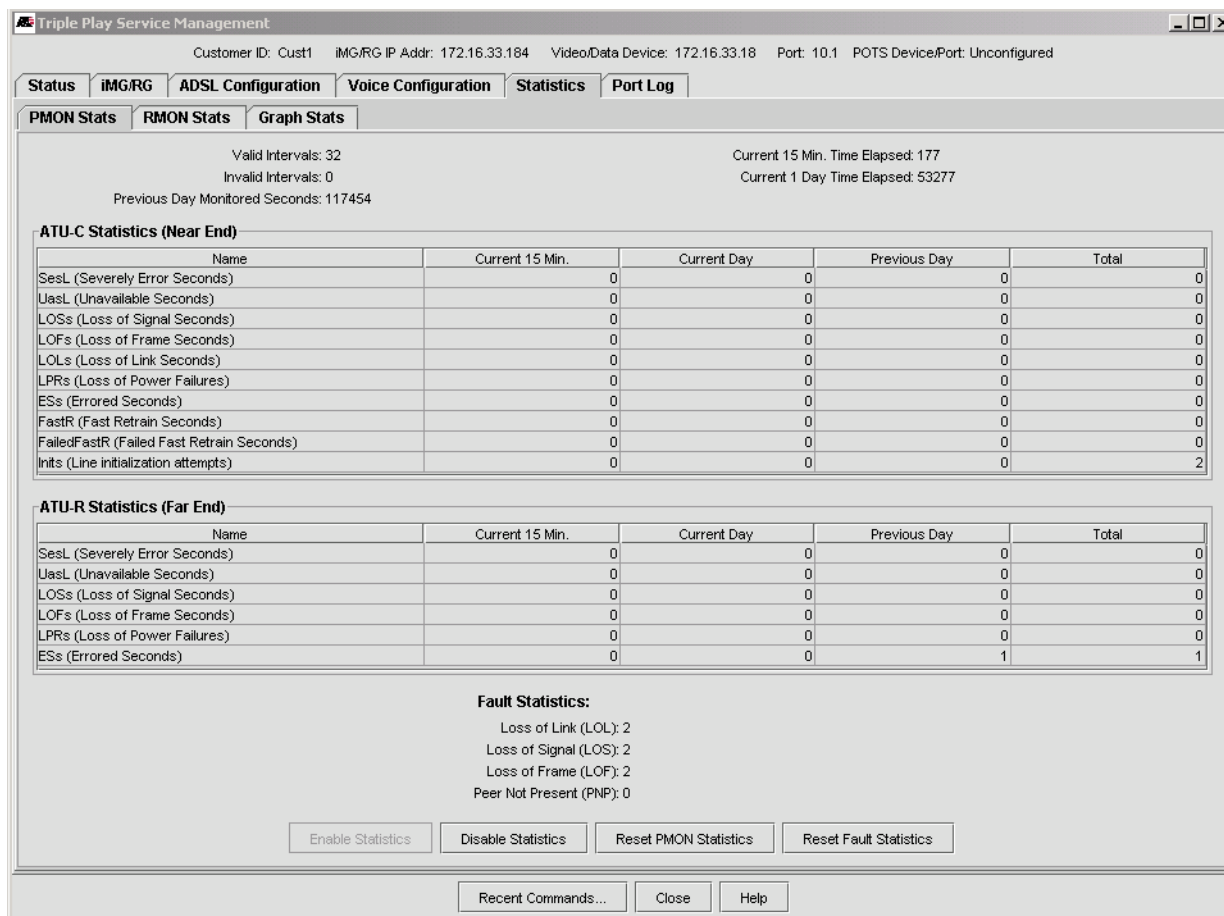 Triple Play Service Management
Customer ID: Cust1 iMG/RG IP Addr: 172.16.33.184 Video/Data Device: 172.16.33.18 Port: 10.1 POTS Device/Port: Unconfigured
Status iMG/RG ADSL Configuration Voice Configuration Statistics Port Log
PMON Stats RMON Stats Graph Stats
Valid Intervals: 32 Current 15 Min. Time Elapsed: 177
Invalid Intervals: 0 Current 1 Day Time Elapsed: 53277
Previous Day Monitored Seconds: 117454
ATU-C Statistics (Near End)
Name Current 15 Min. Current Day Previous Day Total
SesL (Severely Error Seconds) 0 0 0 0
UasL (Unavailable Seconds) 0 0 0 0
LOSs (Loss of Signal Seconds) 0 0 0 0
LOFs (Loss of Frame Seconds) 0 0 0 0
LOLs (Loss of Link Seconds) 0 0 0 0
LPRs (Loss of Power Failures) 0 0 0 0
ESs (Errored Seconds) 0 0 0 0
FastR (Fast Retrain Seconds) 0 0 0 0
FailedFastR (Failed Fast Retrain Seconds) 0 0 0 0
Inits (Line initialization attempts) 0 0 0 2
ATU-R Statistics (Far End)
Name Current 15 Min. Current Day Previous Day Total
SesL (Severely Error Seconds) 0 0 0 0
UasL (Unavailable Seconds) 0 0 0 0
LOSs (Loss of Signal Seconds) 0 0 0 0
LOFs (Loss of Frame Seconds) 0 0 0 0
LPRs (Loss of Power Failures) 0 0 0 0
ESs (Errored Seconds) 0 0 1 1
Fault Statistics:
Loss of Link (LOL): 2
Loss of Signal (LOS): 2
Loss of Frame (LOF): 2
Peer Not Present (PNP): 0
Enable Statistics Disable Statistics Reset PMON Statistics Reset Fault Statistics
Recent Commands... Close Help